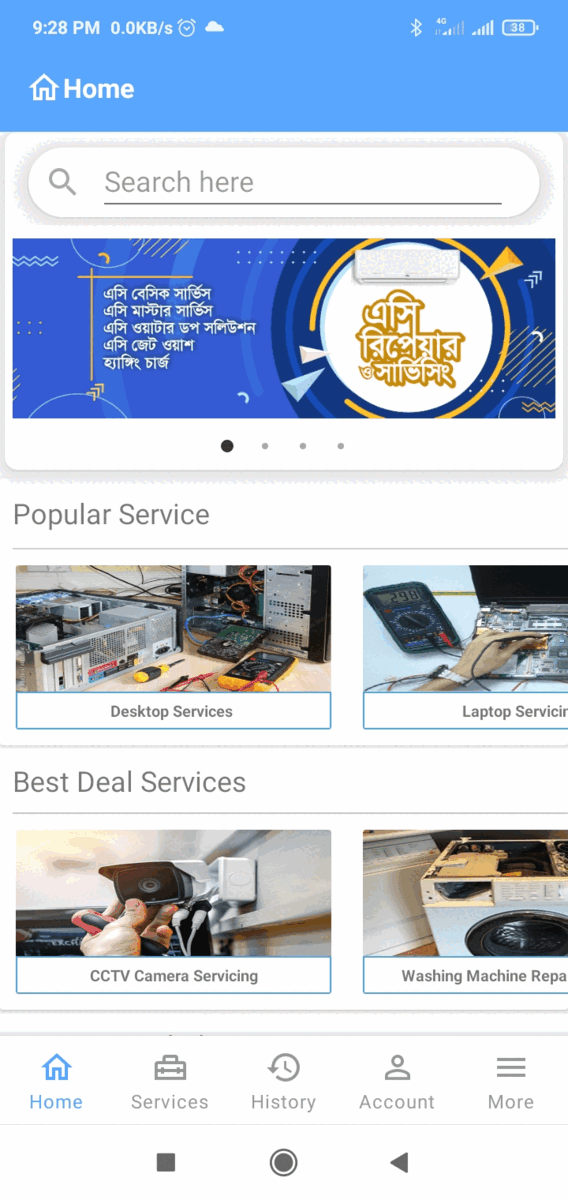 9:28 PM 0.0KB/s
4G
38
Home
Search here
এসি বেসিক সার্ভিস
এসি মাস্টার সার্ভিস
এসি ওয়াটার ডপ সলিউশন
এসি জেট ওয়াশ
হ্যাঙ্গিং চার্জ
এসি
রিপেয়ার
ও সার্ভিসিং
Popular Service
Desktop Services
Laptop Servicin
Best Deal Services
CCTV Camera Servicing
Washing Machine Repa
Home
Services
History
Account
More